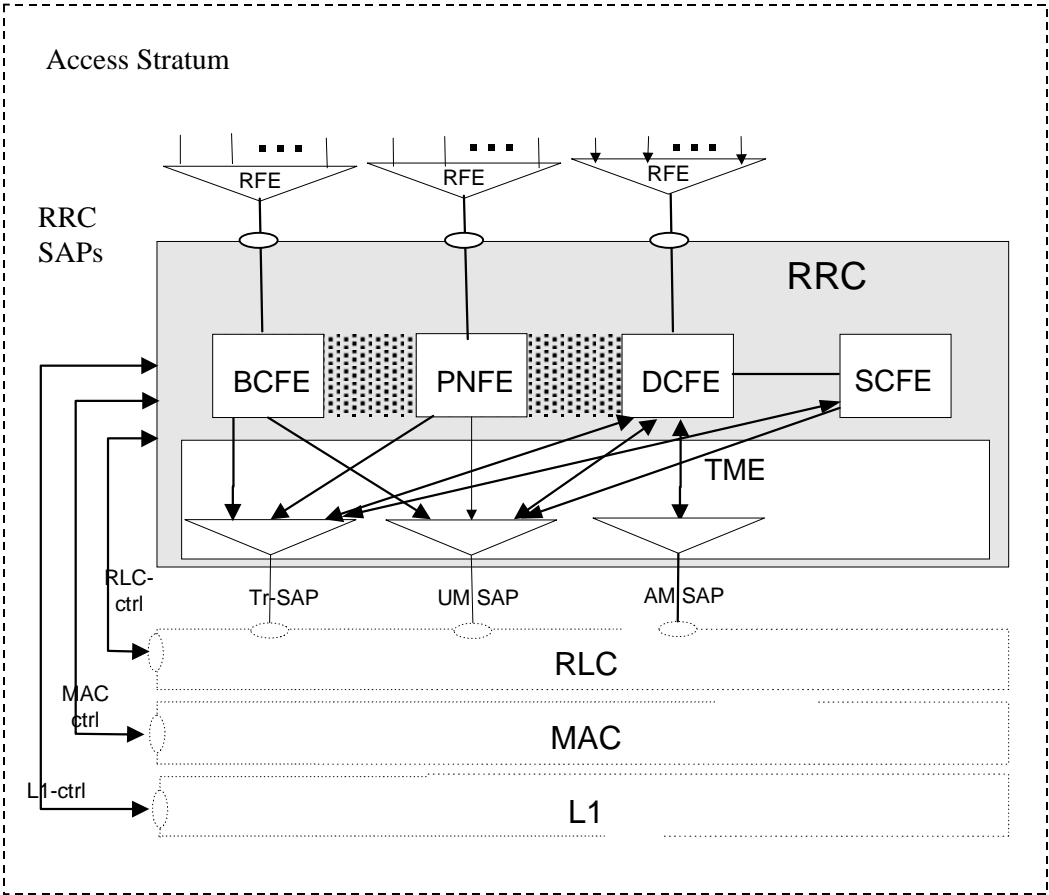 Access Stratum
RFE
RFE
RFE
RRC
SAPs
RRC
BCFE
PNFE
DCFE
SCFE
TME
RLC-
ctrl
Tr-SAP
UM SAP
AM SAP
RLC
MAC
ctrl
MAC
L1-ctrl
L1